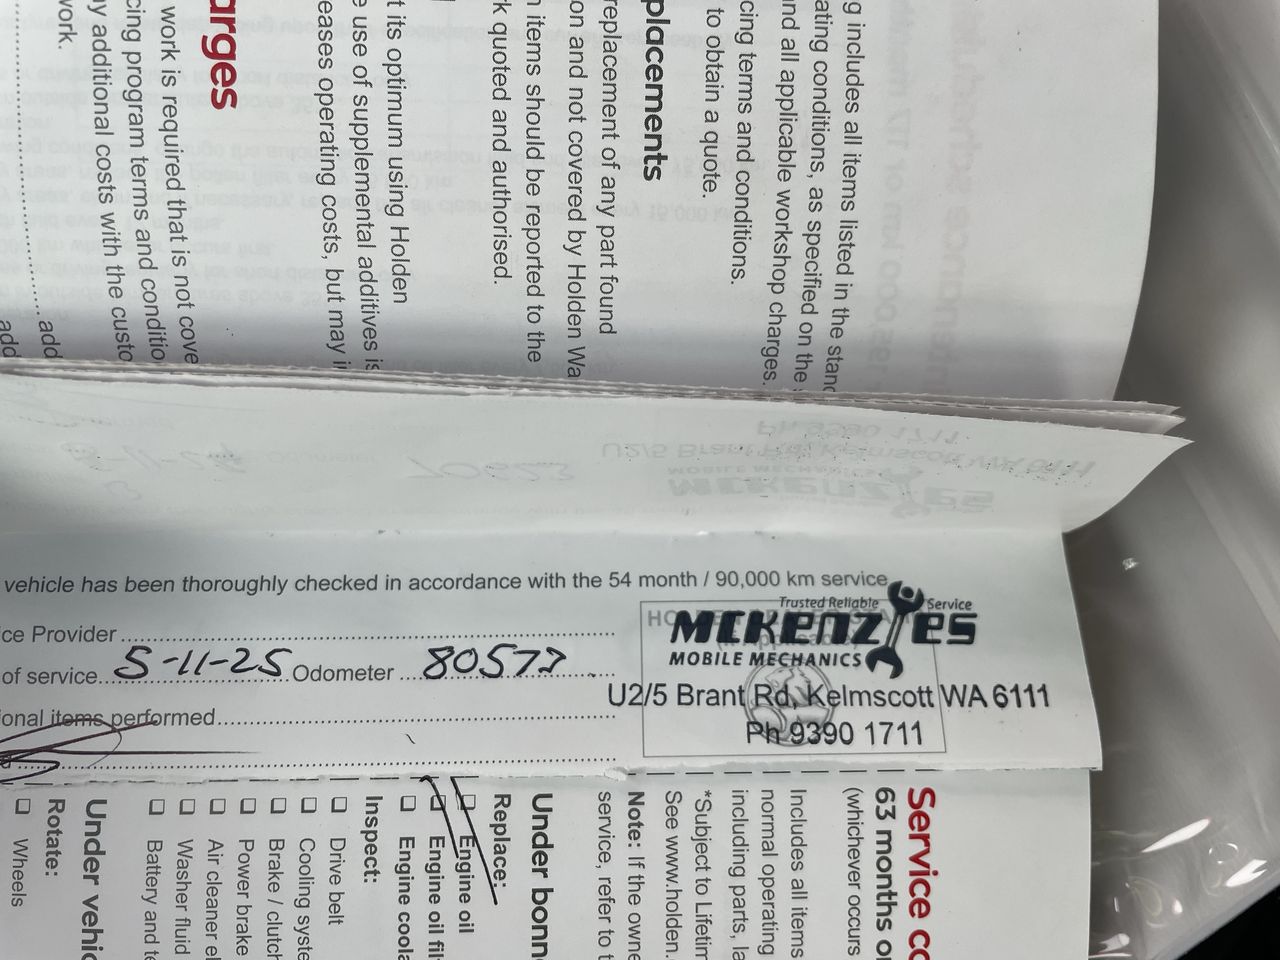 g includes all items listed in the stand
ating conditions, as specified on the
nd all applicable workshop charges.
cing terms and conditions.
to obtain a quote.
placements
replacement of any part found
on and not covered by Holden Wa
n items should be reported to the
k quoted and authorised.
t its optimum using Holden
e use of supplemental additives is
eases operating costs, but may i
arges
work is required that is not cove
cing program terms and conditio
y additional costs with the custo
work.
add
add
vehicle has been thoroughly checked in accordance with the 54 month / 90,000 km service
ce Provider
of service 5-11-25 Odometer 80577
ional items performed
Trusted Reliable Service
MCKENZIES
MOBILE MECHANICS
U2/5 Brant Rd, Kelmscott WA 6111
Ph 9390 1711
Service co
63 months or
(whichever occurs
Includes all items
normal operating
including parts, la
*Subject to Lifetim
See www.holden.
Note: If the owne
service, refer to t
Under bonn
Replace:
Engine oil
Engine oil fil
Engine coola
Inspect:
Drive belt
Cooling syste
Brake / clutch
Power brake
Air cleaner el
Washer fluid
Battery and te
Under vehic
Rotate:
Wheels